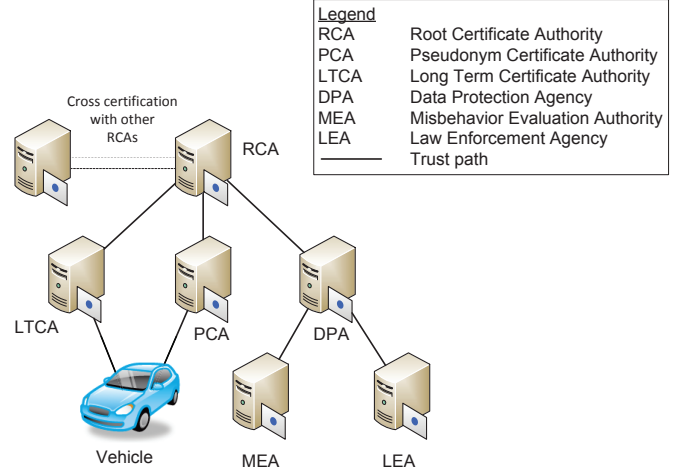 Legend
RCA Root Certificate Authority
PCA Pseudonym Certificate Authority
LTCA Long Term Certificate Authority
DPA Data Protection Agency
MEA Misbehavior Evaluation Authority
LEA Law Enforcement Agency
Trust path
Cross certification
with other
RCAs
RCA
LTCA
PCA
DPA
Vehicle
MEA
LEA